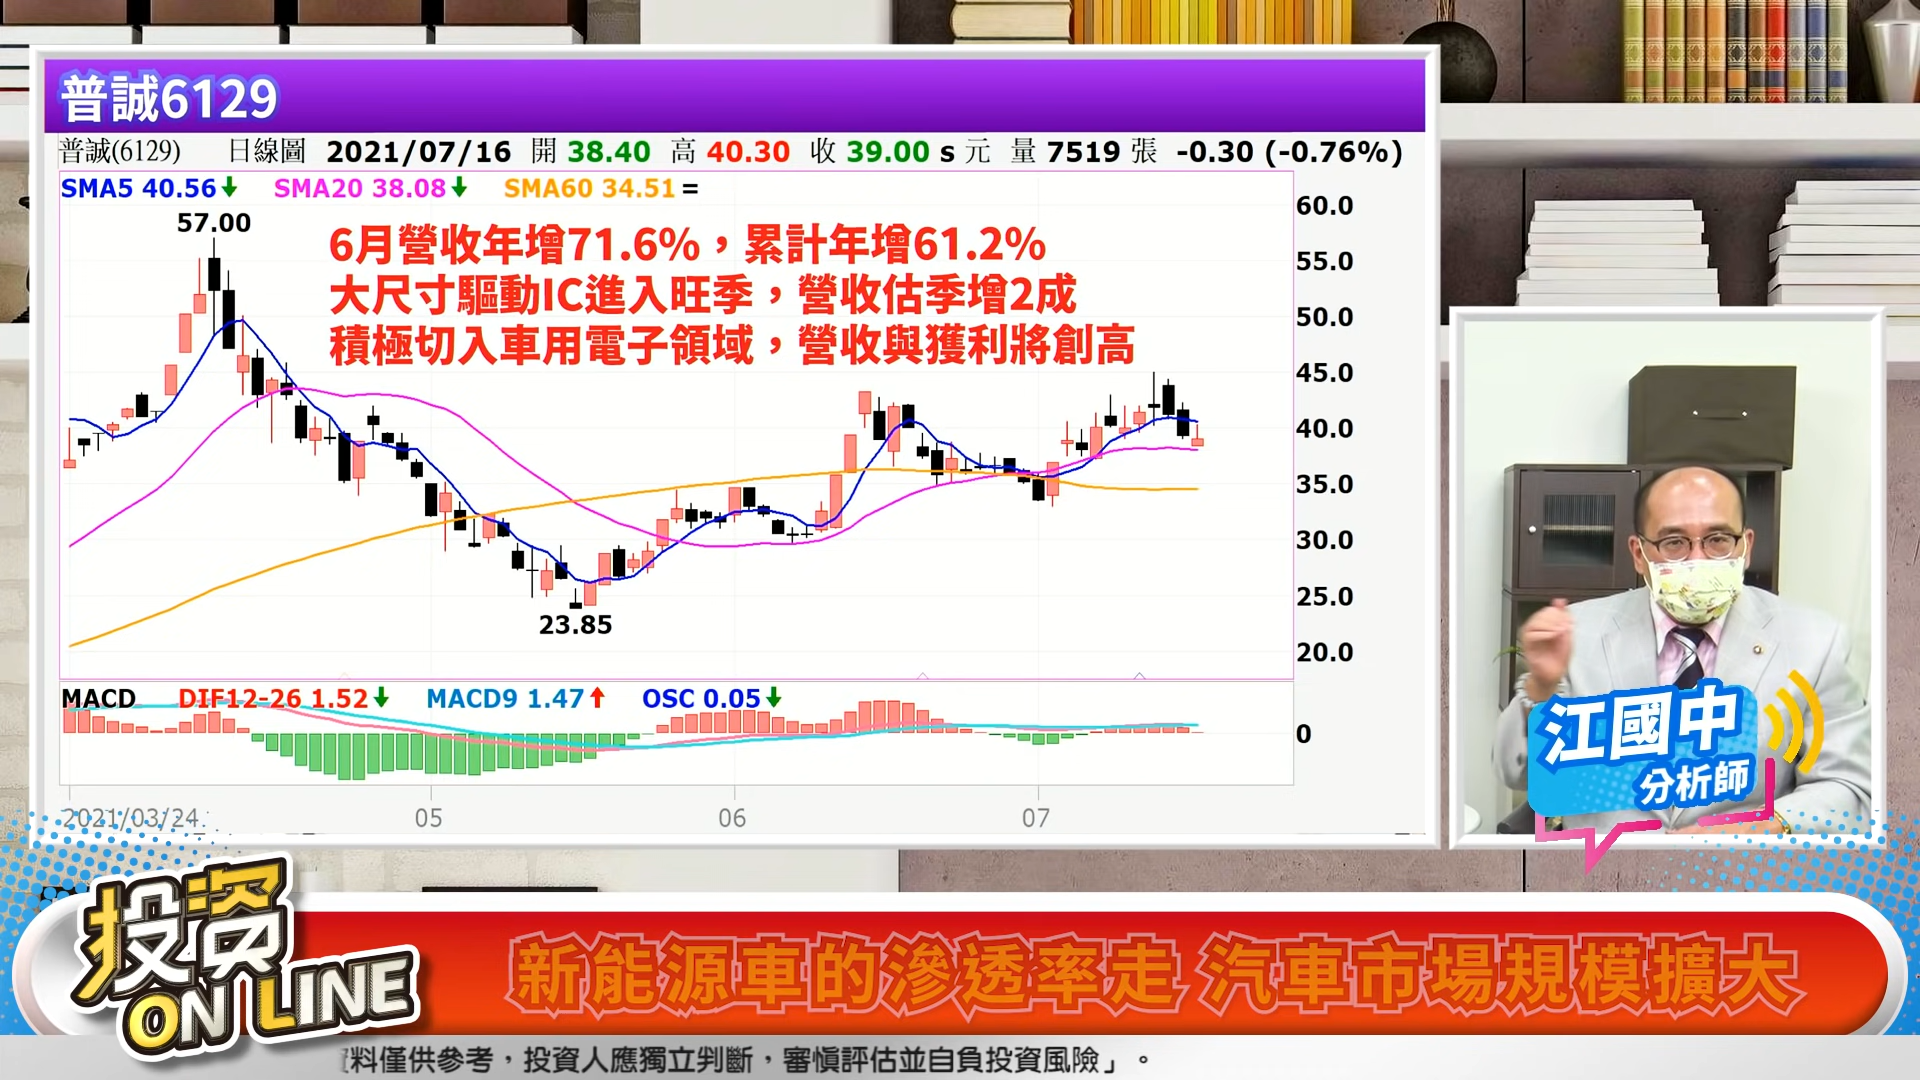 普誠6129
普誠(6129) 日線圖 2021/07/16 開 38.40 高 40.30 收 39.00 s 元 量 7519 張 -0.30 (-0.76%)
SMA5 40.56↓ SMA20 38.08↓ SMA60 34.51=
60.0
57.00
6月營收年增71.6%，累計年增61.2%
55.0
大尺寸驅動IC進入旺季，營收估季增2成
50.0
積極切入車用電子領域，營收與獲利將創高
45.0
40.0
35.0
30.0
25.0
23.85
20.0
MACD DIF12-26 1.52↓ MACD9 1.47↑ OSC 0.05↓
0
2021/03/24 05 06 07
江國中
分析師
投資
ON LINE
新能源車的滲透率走 汽車市場規模擴大
料僅供參考，投資人應獨立判斷，審慎評估並自負投資風險」。